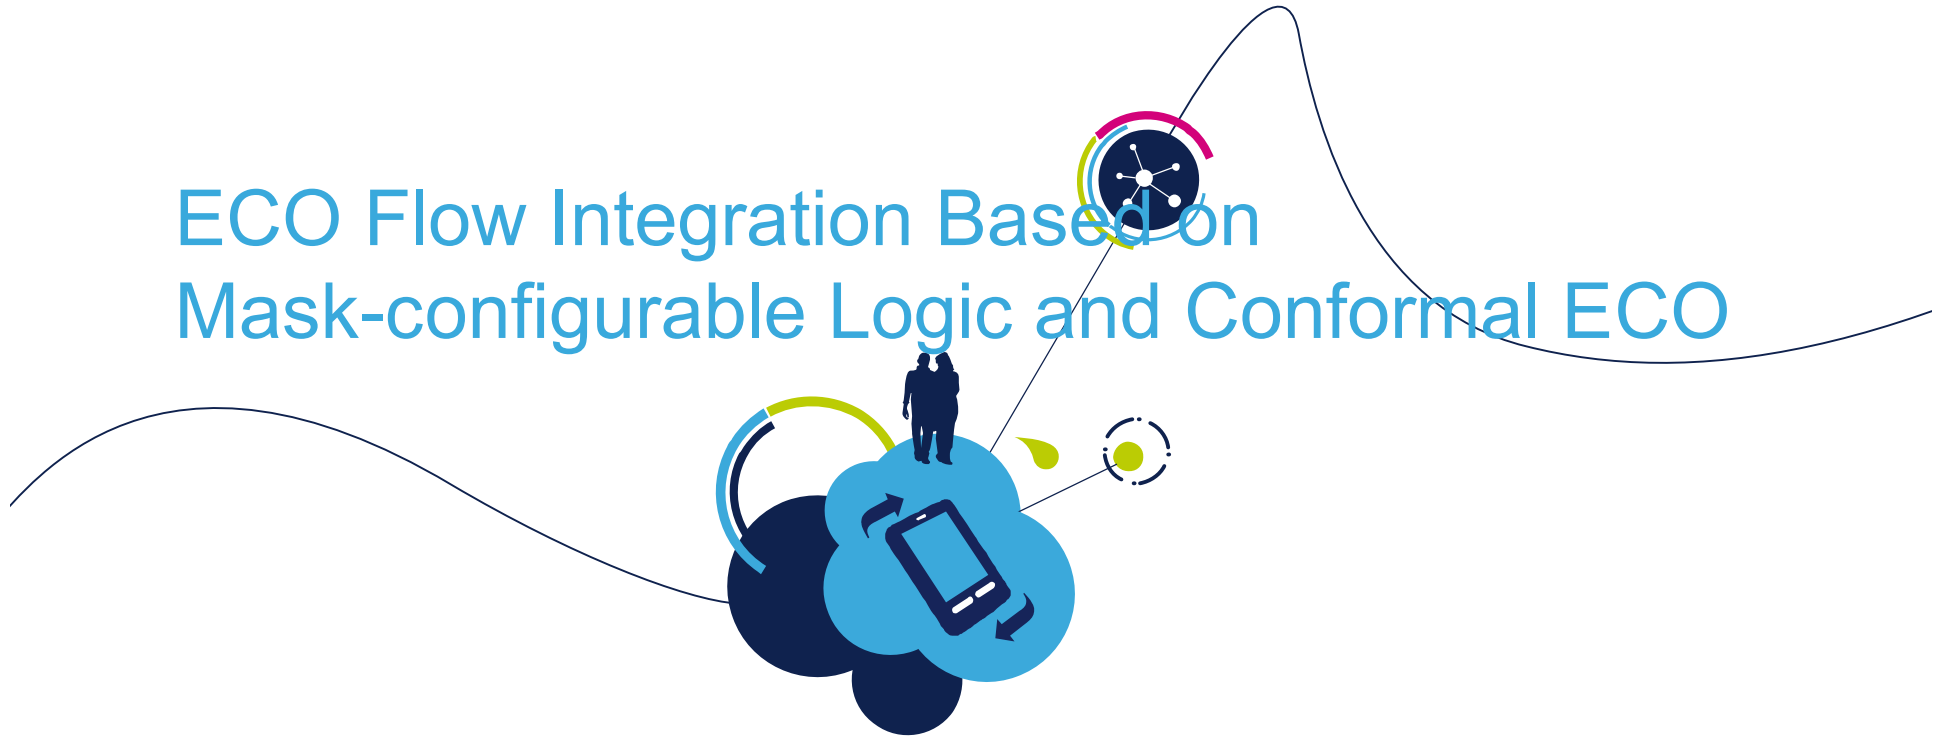 ECO Flow Integration Based on
Mask-configurable Logic and Conformal ECO